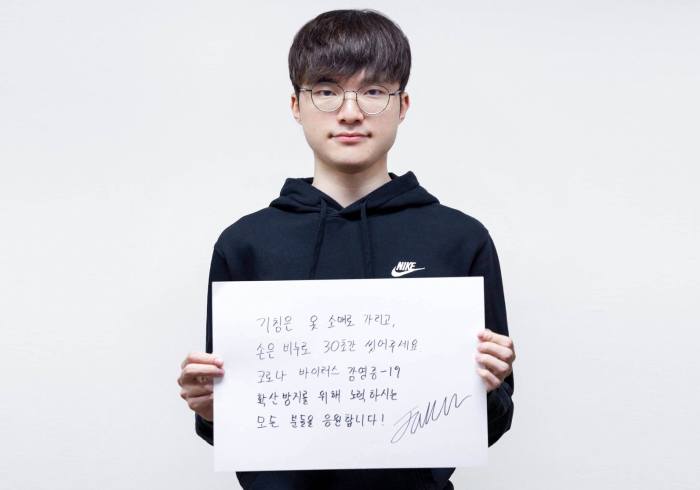 NIKE
기침은 옷 소매로 가리고,
손은 비누로 30초간 씻어주세요.
코로나 바이러스 감염증-19
확산 방지를 위해 노력하시는
모든 분들을 응원합니다!
Faker